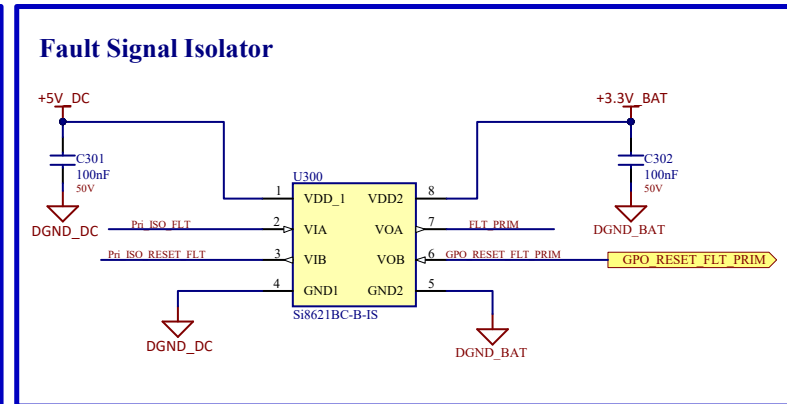 Fault Signal Isolator
+5V_DC
+3.3V_BAT
C301
100nF
50V
C302
100nF
50V
DGND_DC
DGND_BAT
U300
1 VDD_1 VDD2 8
Pri_ISO_FLT 2 VIA VOA 7 FLT_PRIM
Pri_ISO_RESET_FLT 3 VIB VOB 6 GPO_RESET_FLT_PRIM GPO_RESET_FLT_PRIM
4 GND1 GND2 5
Si8621BC-B-IS
DGND_DC
DGND_BAT